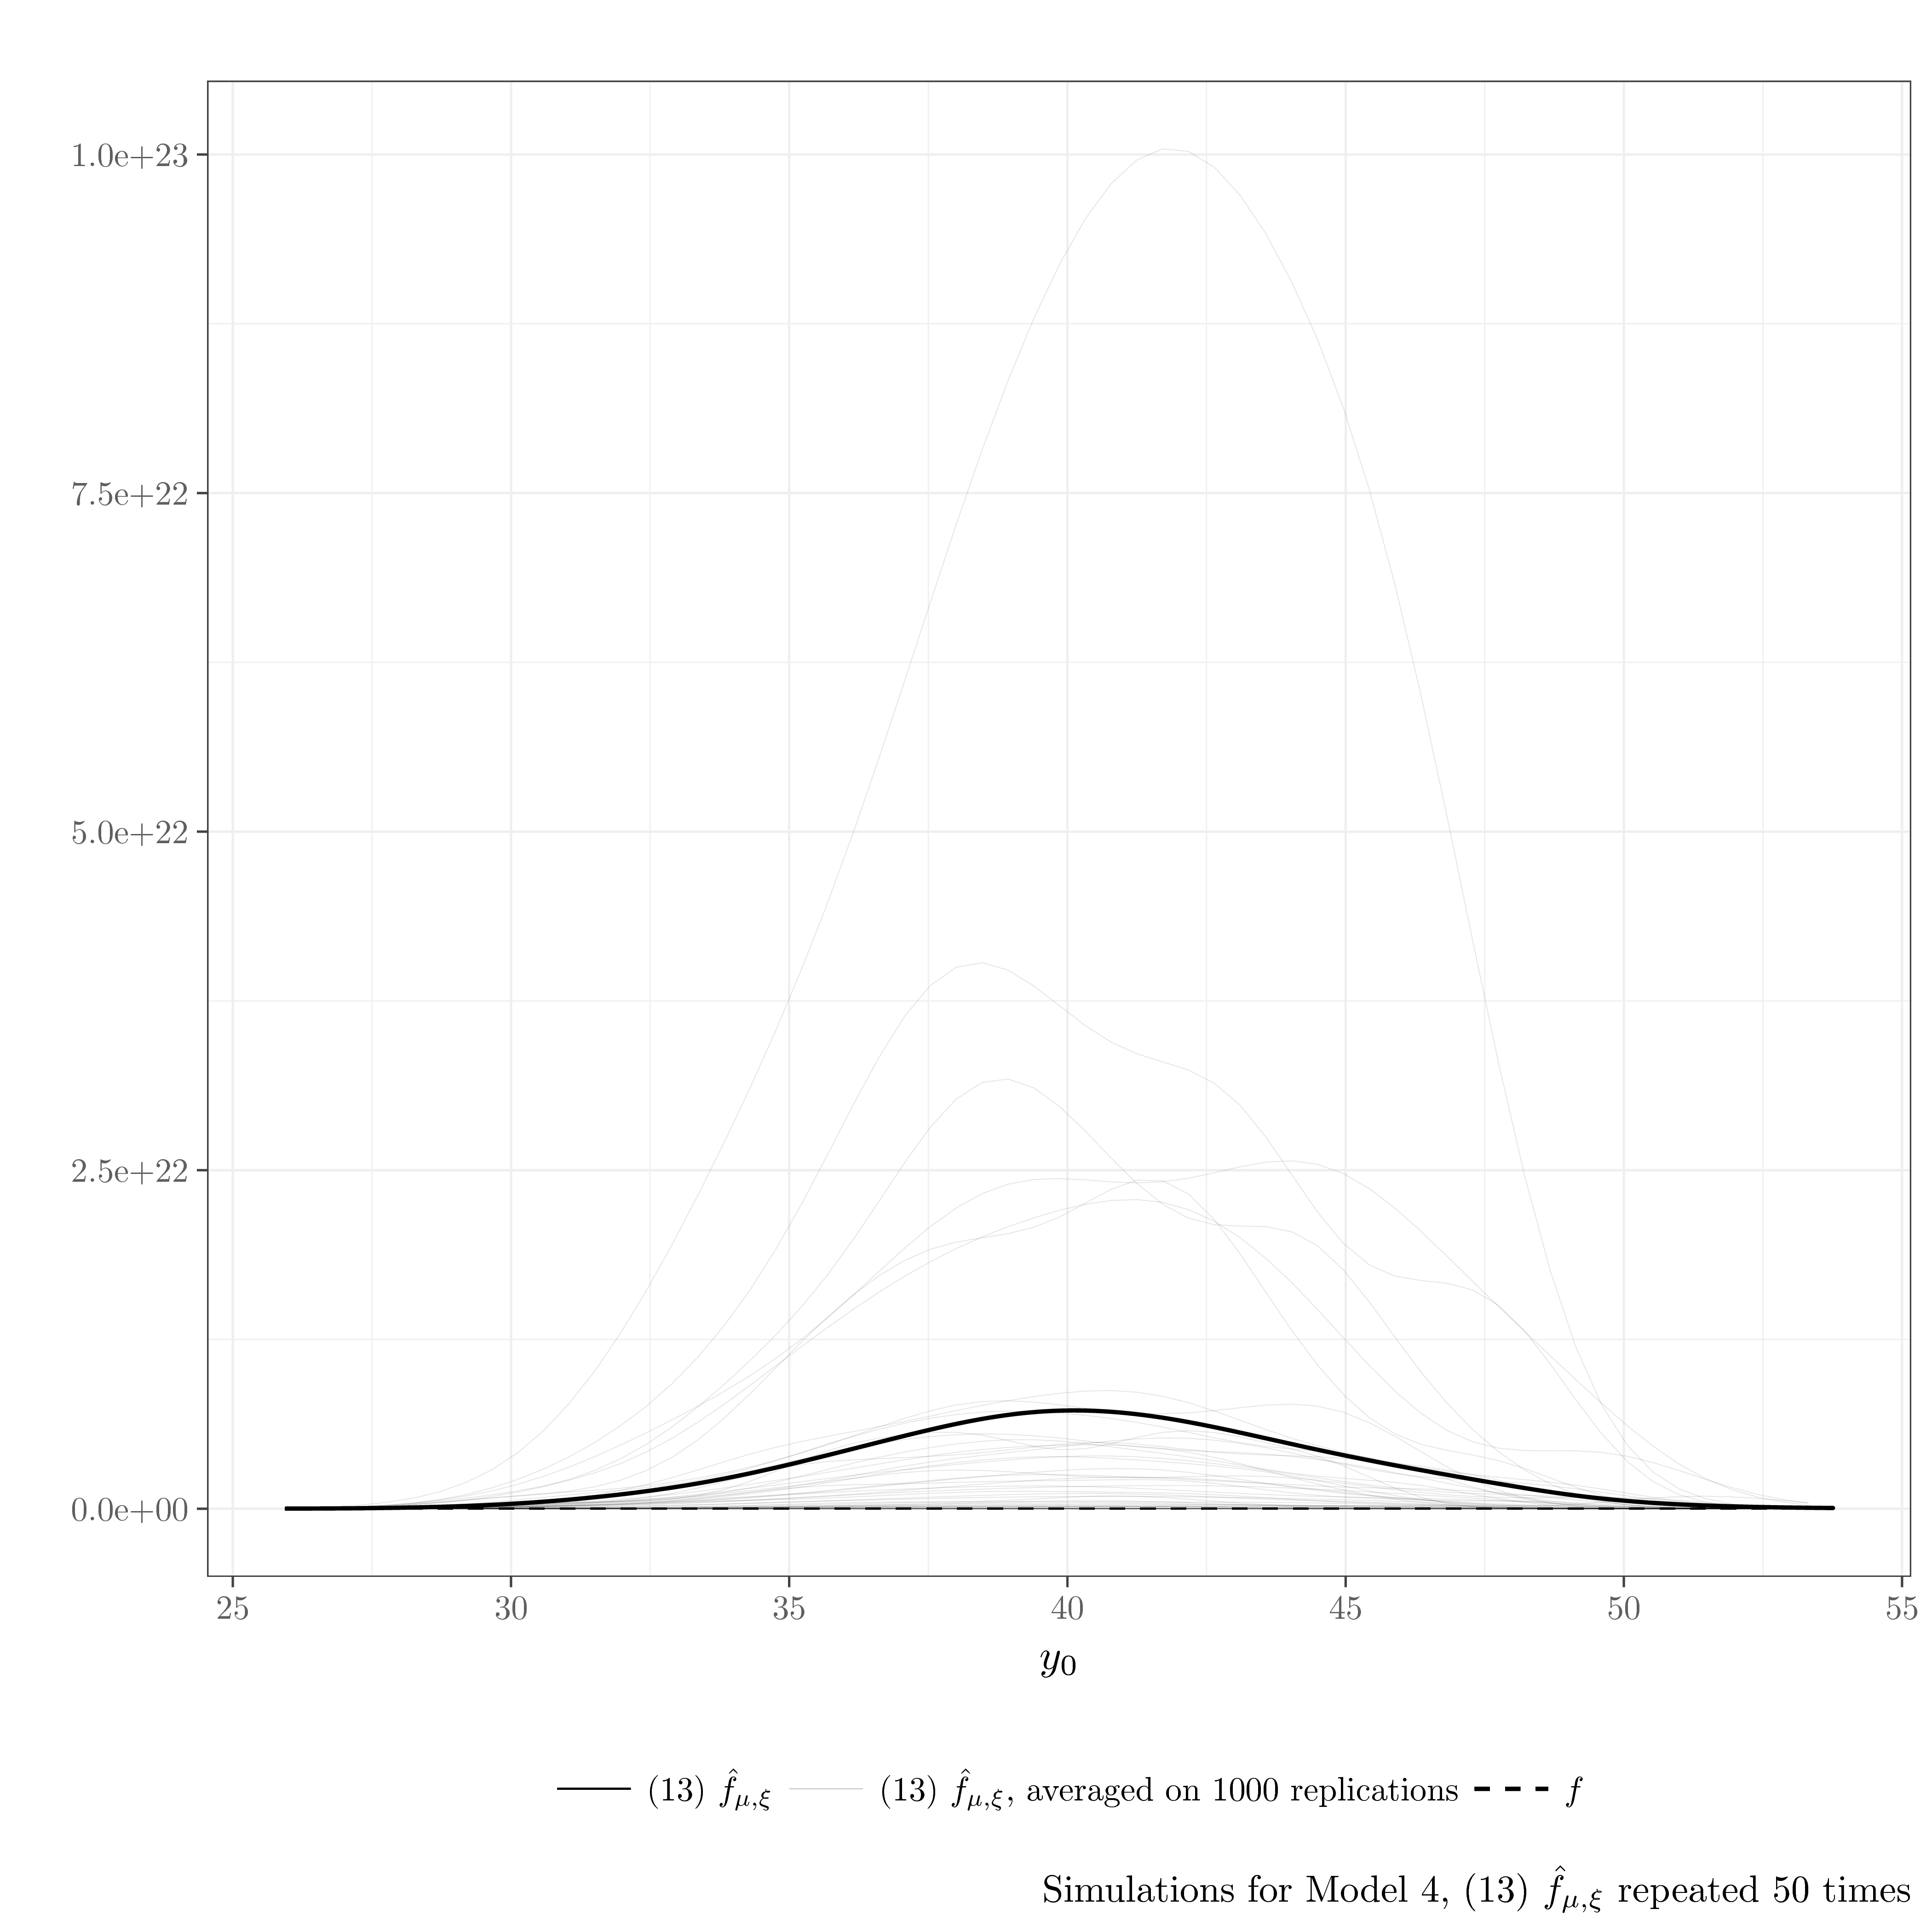 1.0e+23
7.5e+22
5.0e+22
2.5e+22
0.0e+00
25 30 35 40 45 50 55
y₀
(13) f̂_{μ,ξ} (13) f̂_{μ,ξ}, averaged on 1000 replications f
Simulations for Model 4, (13) f̂_{μ,ξ} repeated 50 times